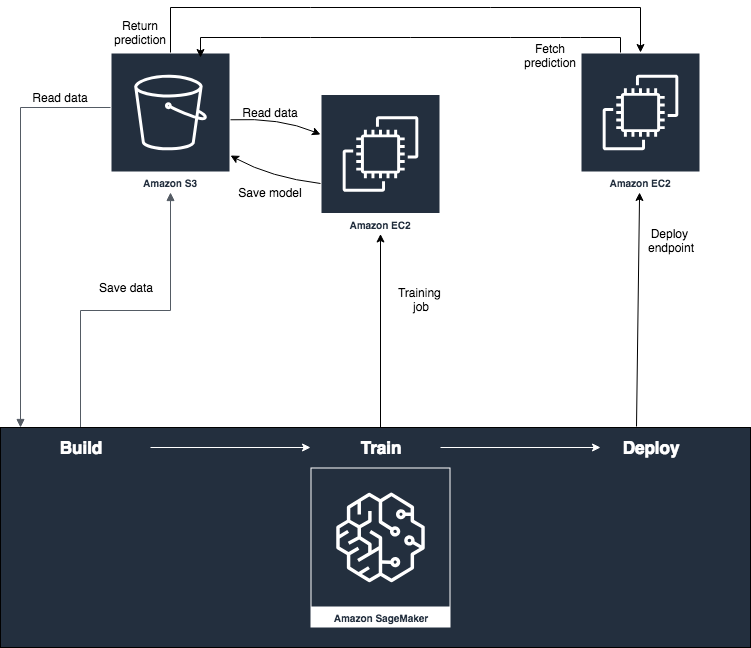 Return
prediction
Fetch
prediction
Read data
Read data
Amazon S3
Save model
Amazon EC2
Amazon EC2
Deploy
endpoint
Save data
Training
job
Build
Train
Deploy
Amazon SageMaker